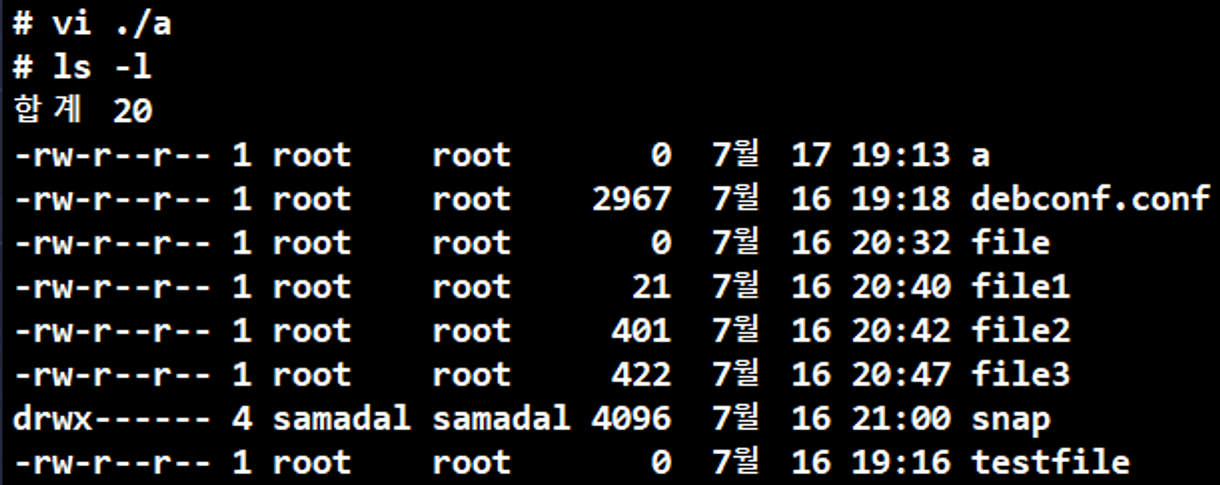 # vi ./a
# ls -l
합계 20
-rw-r--r-- 1 root    root       0  7월  17 19:13 a
-rw-r--r-- 1 root    root    2967  7월  16 19:18 debconf.conf
-rw-r--r-- 1 root    root       0  7월  16 20:32 file
-rw-r--r-- 1 root    root      21  7월  16 20:40 file1
-rw-r--r-- 1 root    root     401  7월  16 20:42 file2
-rw-r--r-- 1 root    root     422  7월  16 20:47 file3
drwx------ 4 samadal samadal 4096  7월  16 21:00 snap
-rw-r--r-- 1 root    root       0  7월  16 19:16 testfile